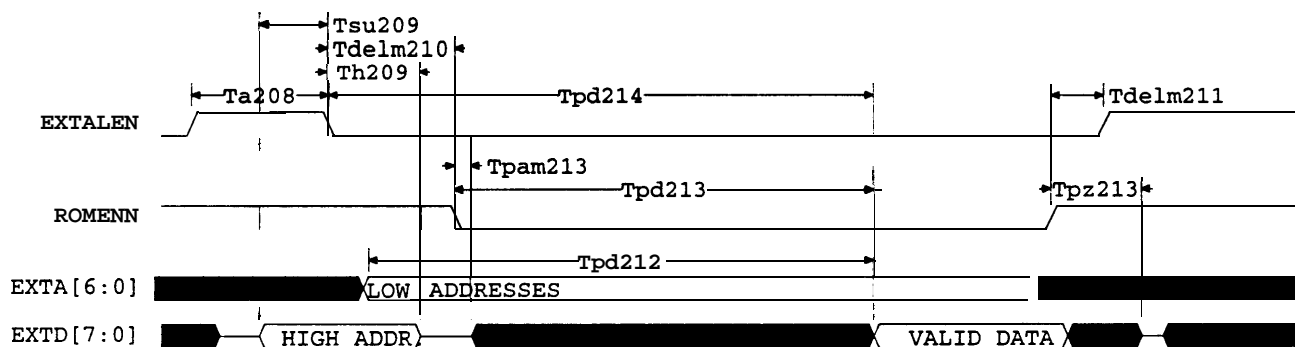 Tsu209
Tdelm210
Th209
Ta208
Tpd214
Tdelm211
EXTALEN
Tpam213
Tpd213
Tpz213
ROMENN
Tpd212
EXTA[6:0]
LOW ADDRESSES
EXTD[7:0]
HIGH ADDR
VALID DATA